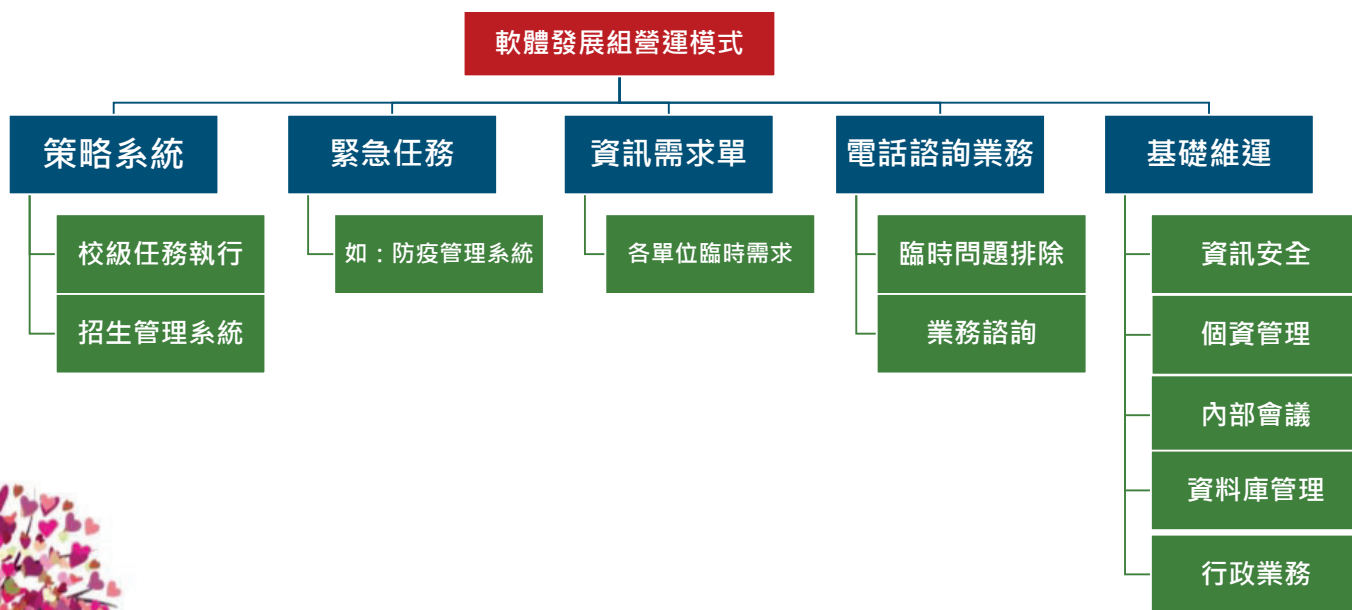 軟體發展組營運模式
策略系統
校級任務執行
招生管理系統
緊急任務
如：防疫管理系統
資訊需求單
各單位臨時需求
電話諮詢業務
臨時問題排除
業務諮詢
基礎維運
資訊安全
個資管理
內部會議
資料庫管理
行政業務